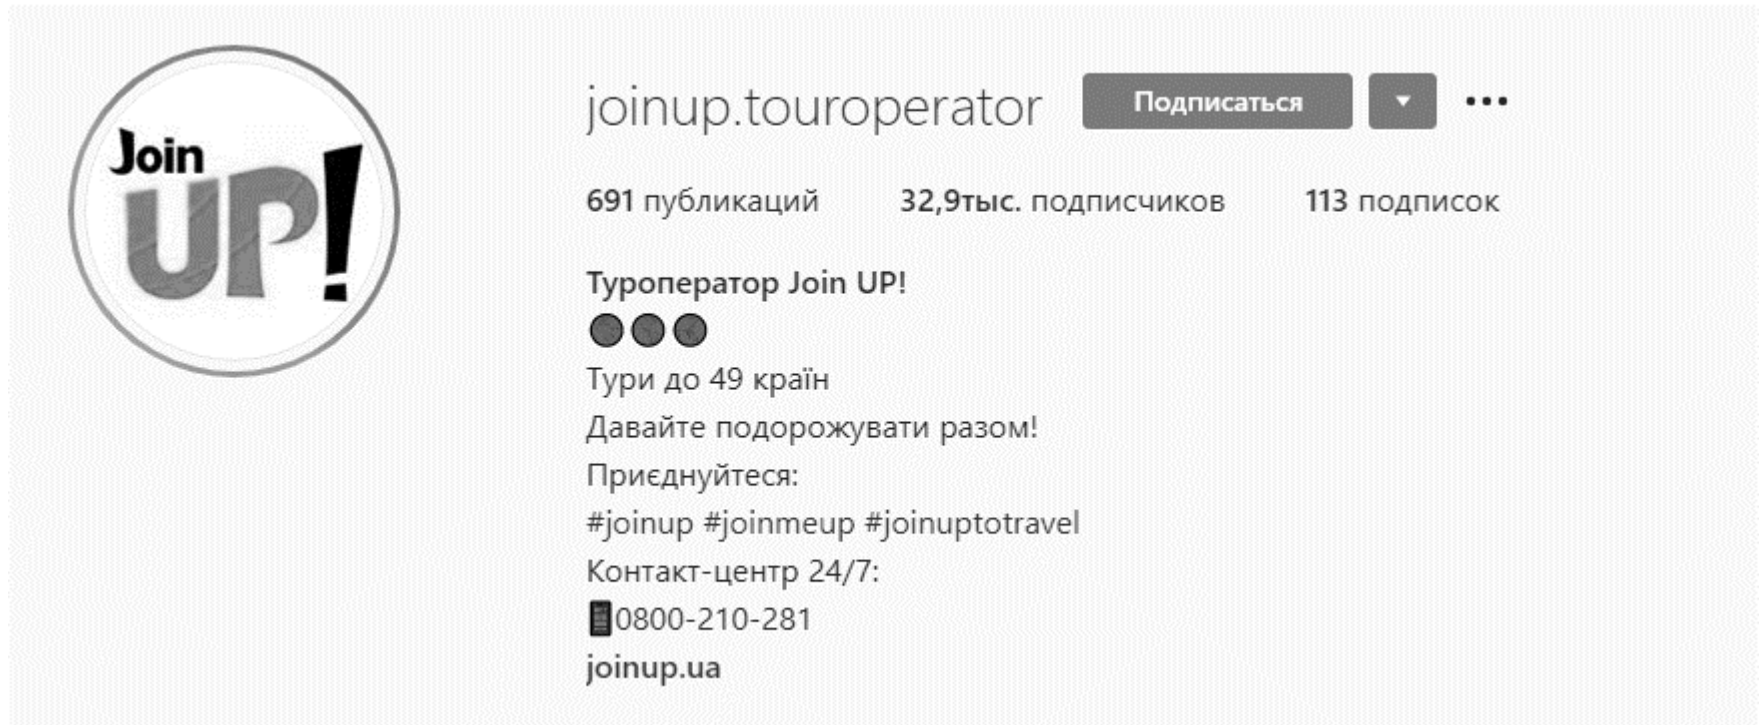 Join
UP!
joinup.touroperator Подписаться
691 публикаций 32,9тыс. подписчиков 113 подписок
Туроператор Join UP!
Тури до 49 країн
Давайте подорожувати разом!
Приєднуйтеся:
#joinup #joinmeup #joinuptotravel
Контакт-центр 24/7:
0800-210-281
joinup.ua